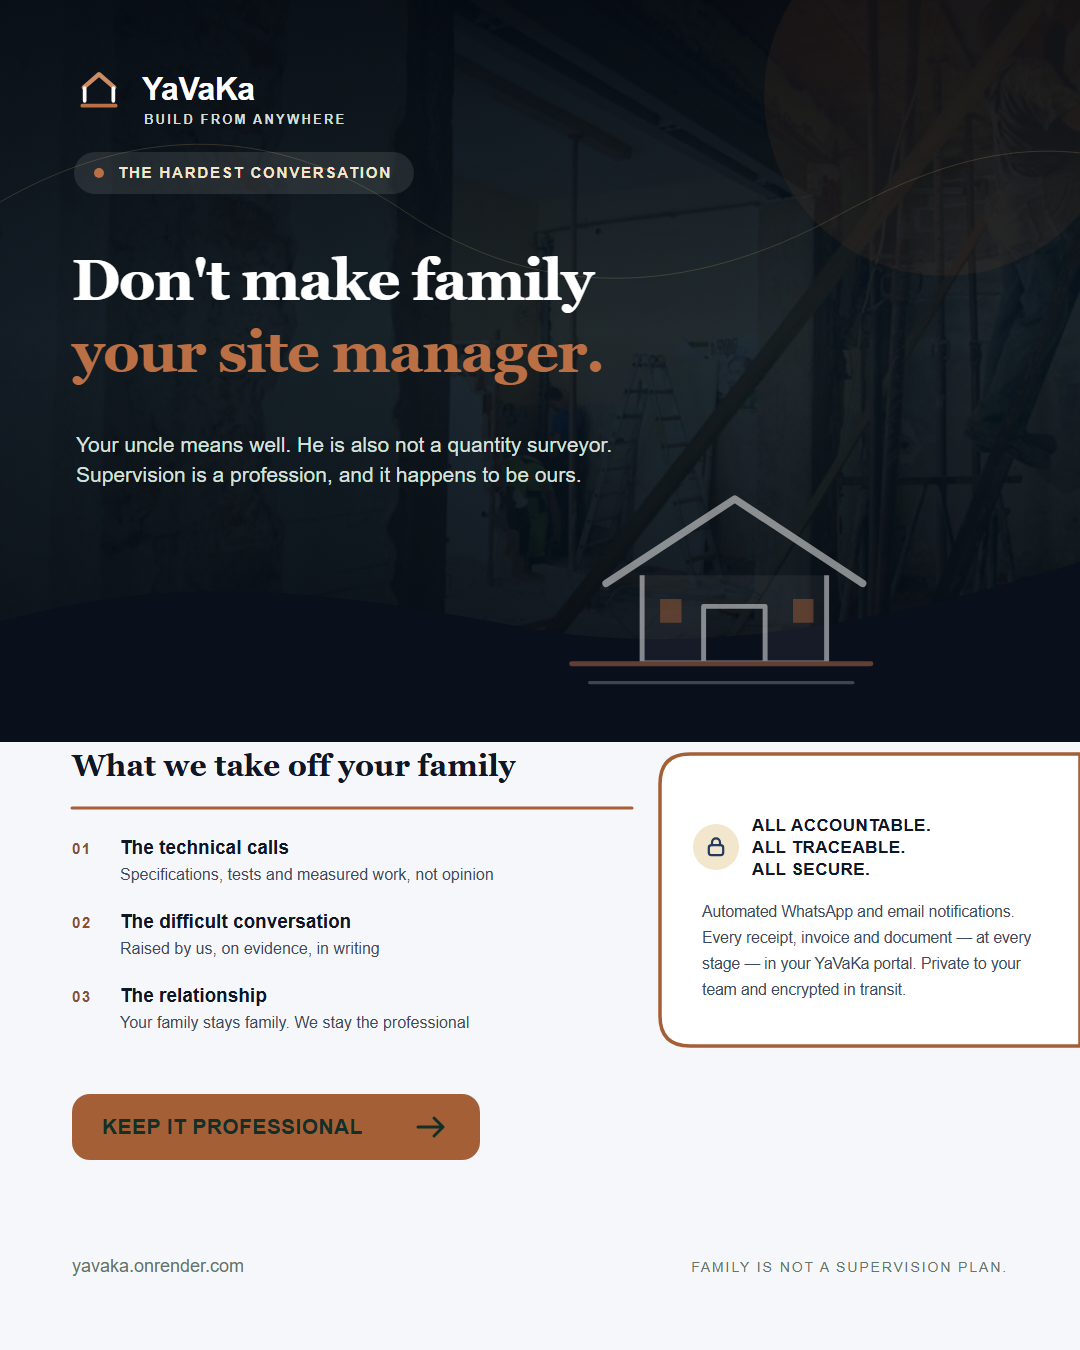 YaVaKa
BUILD FROM ANYWHERE
THE HARDEST CONVERSATION
Don't make family
your site manager.
Your uncle means well. He is also not a quantity surveyor.
Supervision is a profession, and it happens to be ours.
What we take off your family
01 The technical calls
Specifications, tests and measured work, not opinion
02 The difficult conversation
Raised by us, on evidence, in writing
03 The relationship
Your family stays family. We stay the professional
ALL ACCOUNTABLE.
ALL TRACEABLE.
ALL SECURE.
Automated WhatsApp and email notifications.
Every receipt, invoice and document — at every
stage — in your YaVaKa portal. Private to your
team and encrypted in transit.
KEEP IT PROFESSIONAL
yavaka.onrender.com
FAMILY IS NOT A SUPERVISION PLAN.